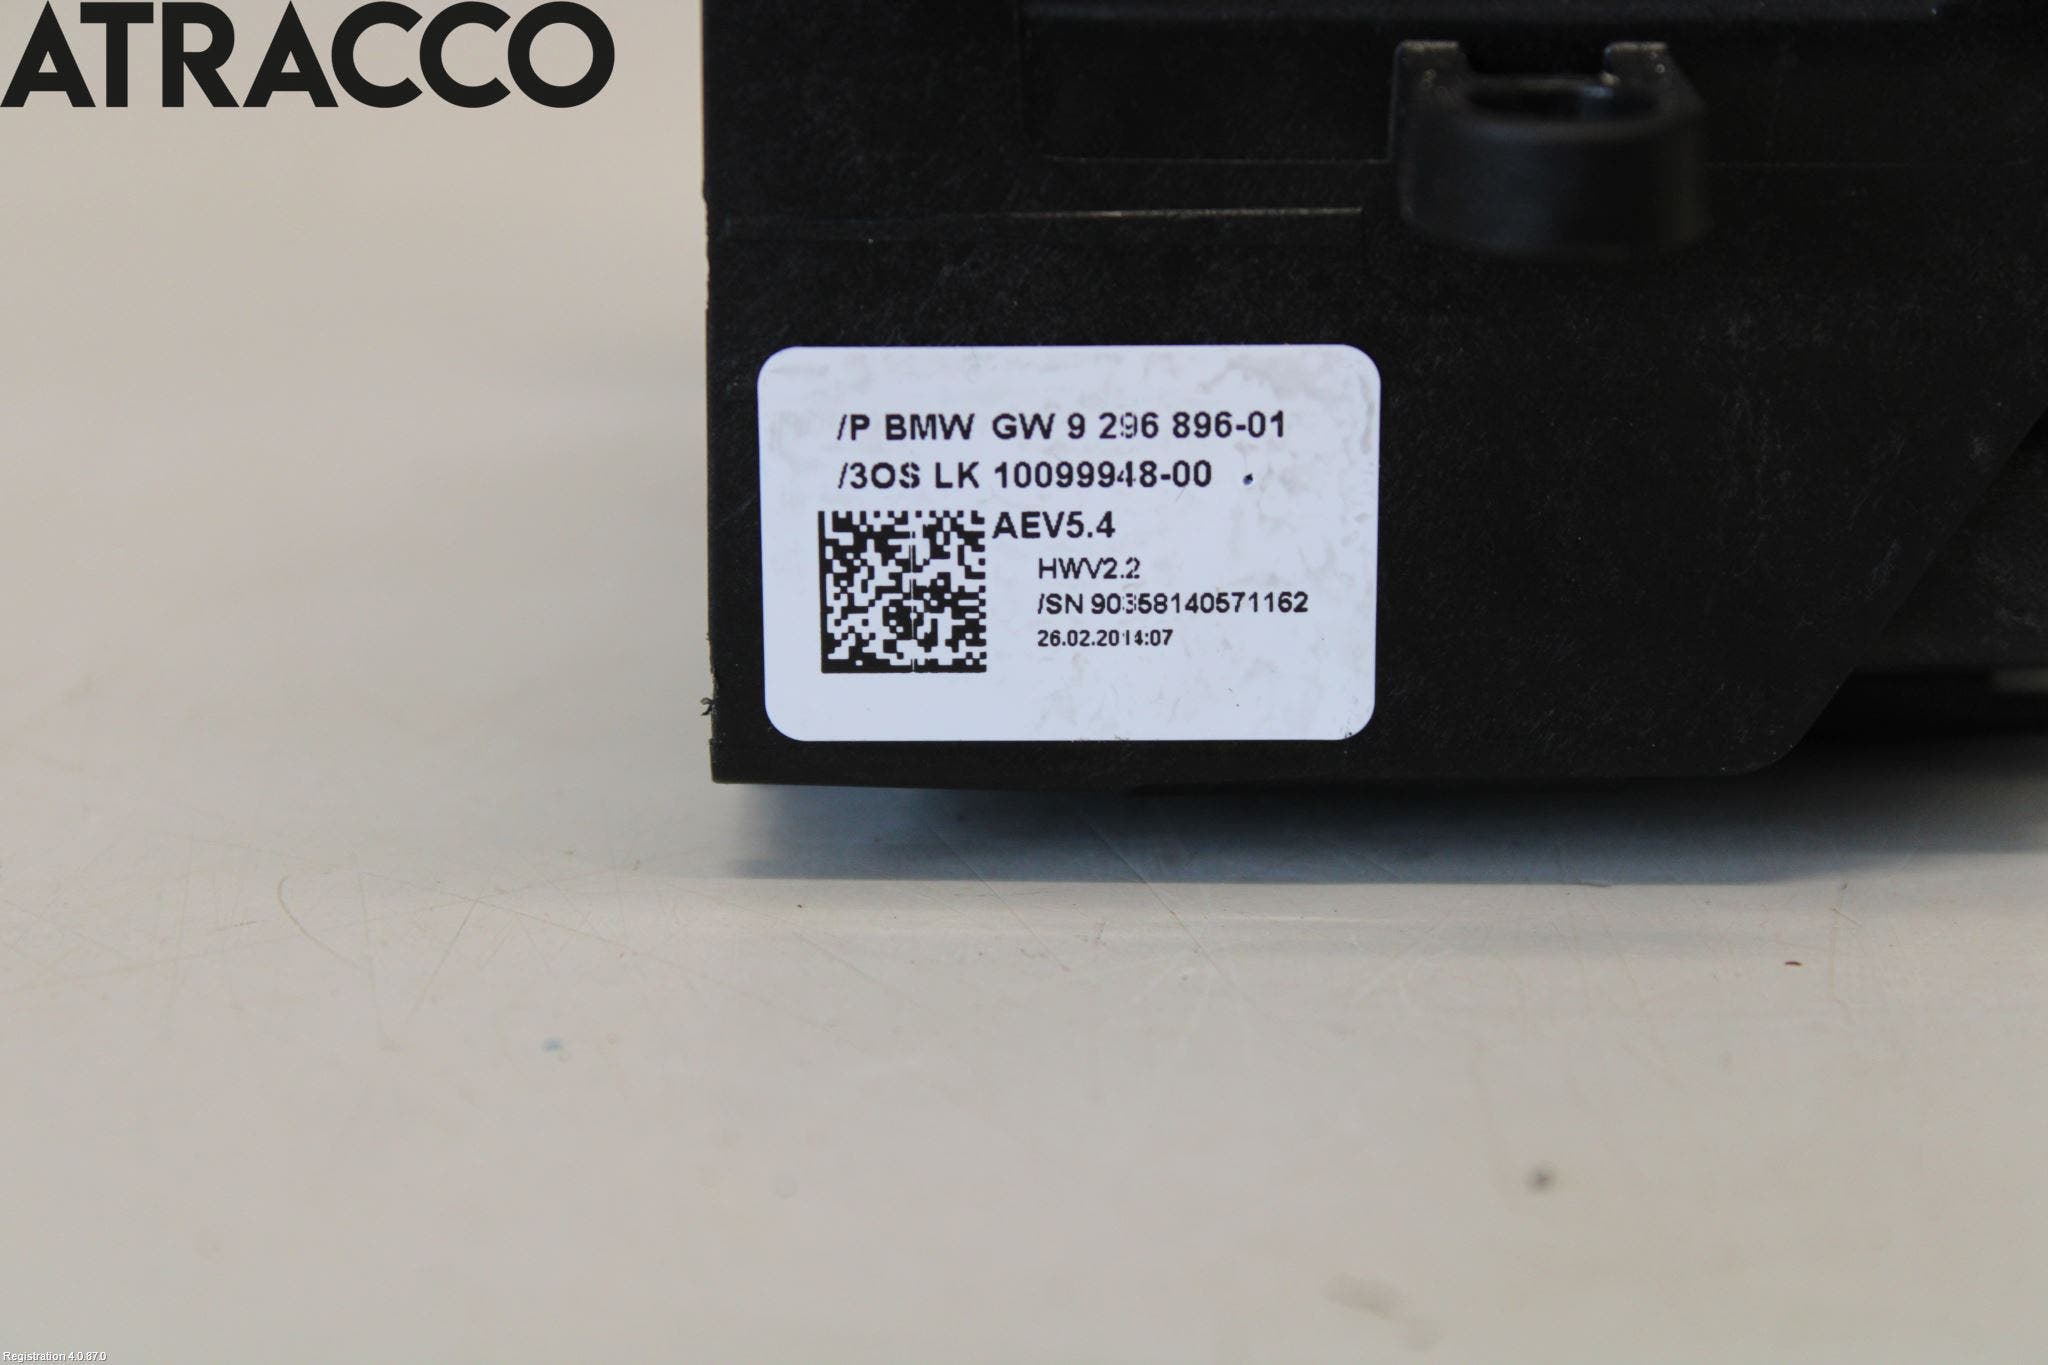 ATRACCO
/P BMW GW 9 296 896-01
/3OS LK 10099948-00
AEV5.4
HWV2.2
/SN 90358140571162
26.02.2014:07
Registration 4.0.87.0